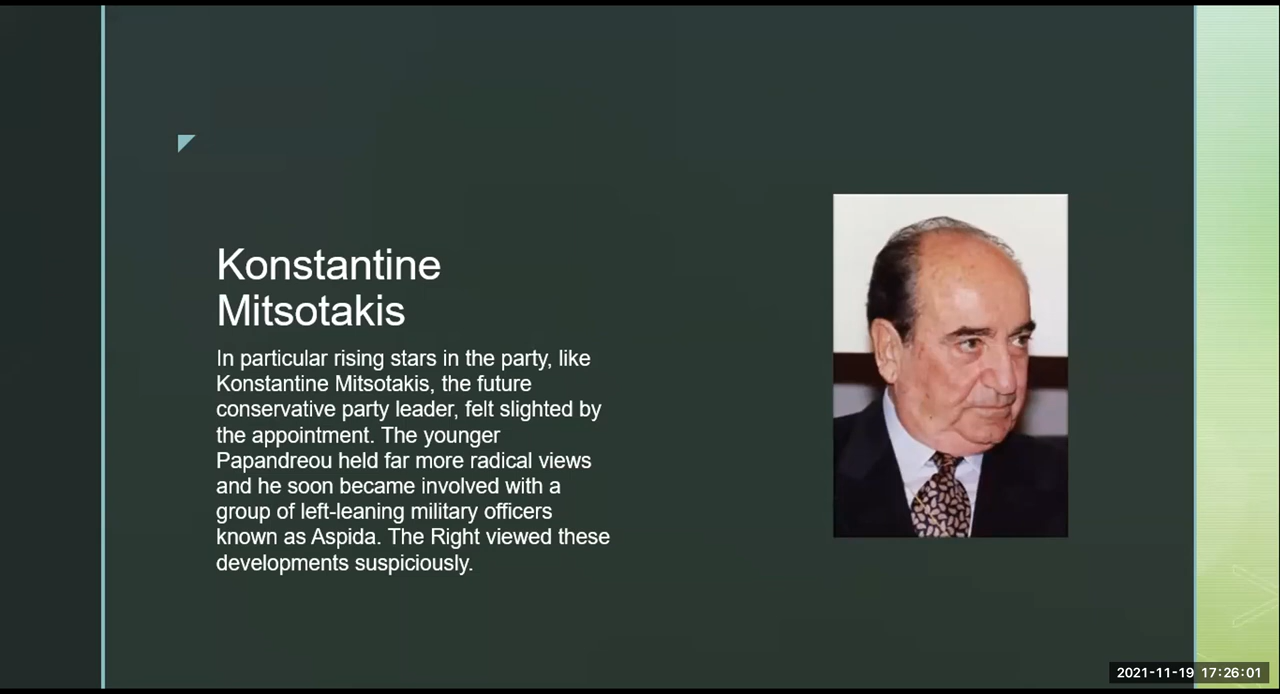 Konstantine
Mitsotakis
In particular rising stars in the party, like
Konstantine Mitsotakis, the future
conservative party leader, felt slighted by
the appointment. The younger
Papandreou held far more radical views
and he soon became involved with a
group of left-leaning military officers
known as Aspida. The Right viewed these
developments suspiciously.
2021-11-19 17:26:01